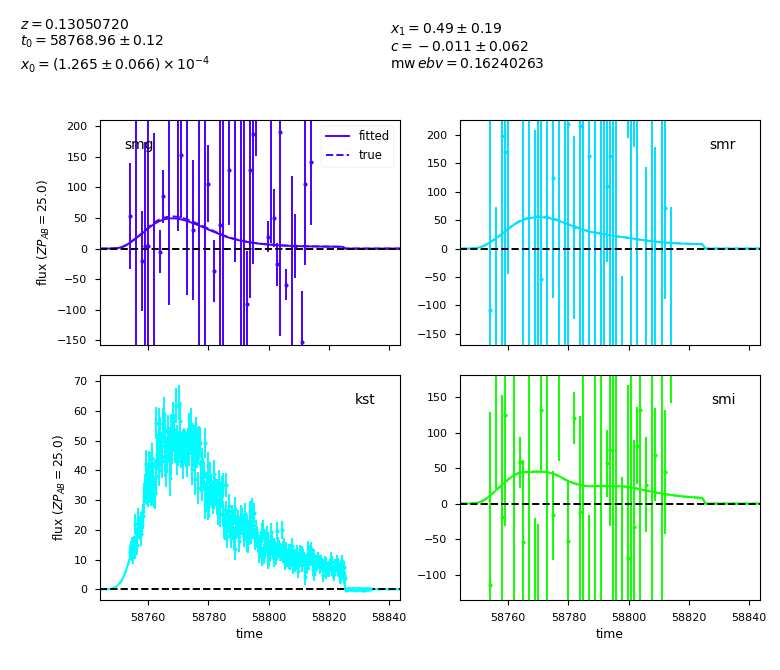 z = 0.13050720
t0 = 58768.96 ± 0.12
x0 = (1.265 ± 0.066) × 10^−4
x1 = 0.49 ± 0.19
c = −0.011 ± 0.062
mw ebv = 0.16240263
200
150
100
50
0
−50
−100
−150
flux (ZP_AB = 25.0)
smg
fitted
true
200
150
100
50
0
−50
−100
−150
smr
70
60
50
40
30
20
10
0
flux (ZP_AB = 25.0)
kst
58760 58780 58800 58820 58840
time
150
100
50
0
−50
−100
smi
58760 58780 58800 58820 58840
time